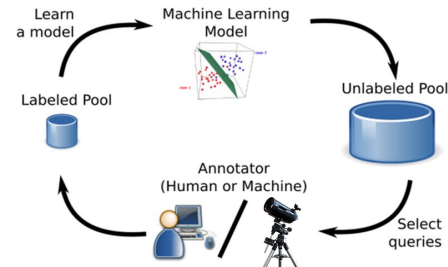 Learn
a model
Machine Learning
Model
Labeled Pool
Unlabeled Pool
Annotator
(Human or Machine)
Select
queries